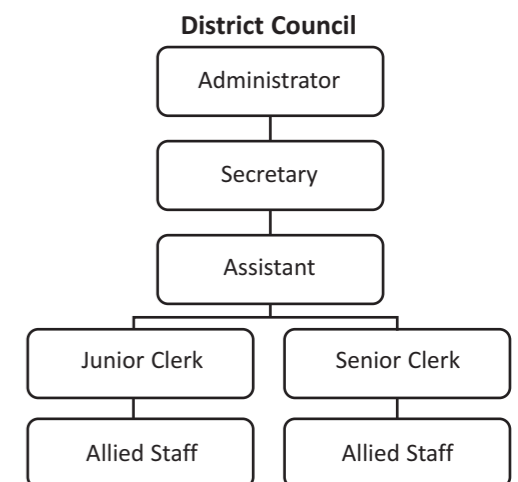 District Council
Administrator
Secretary
Assistant
Junior Clerk
Senior Clerk
Allied Staff
Allied Staff